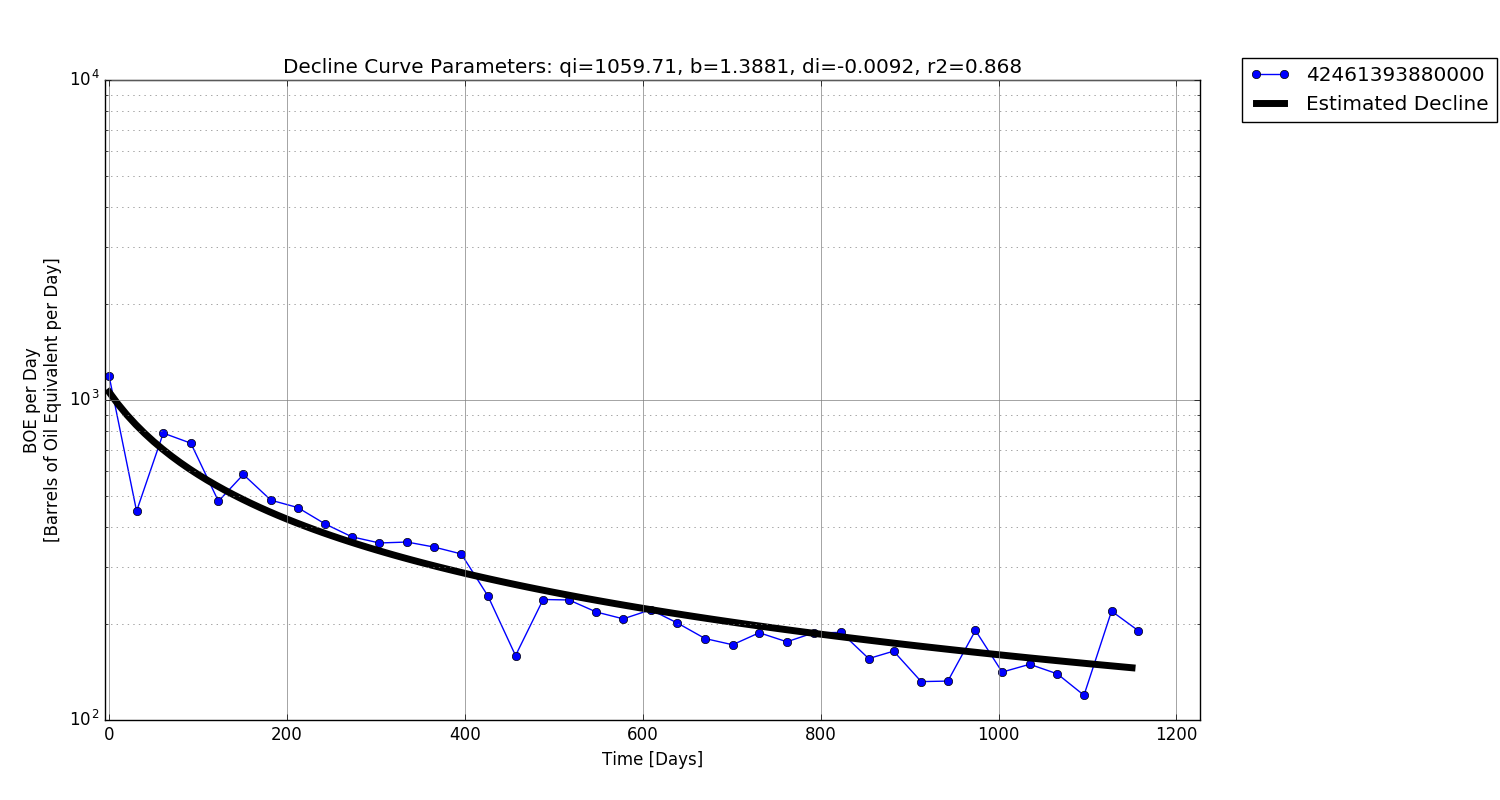 Decline Curve Parameters: qi=1059.71, b=1.3881, di=-0.0092, r2=0.868
42461393880000
Estimated Decline
BOE per Day
[Barrels of Oil Equivalent per Day]
10^4
10^3
10^2
0 200 400 600 800 1000 1200
Time [Days]